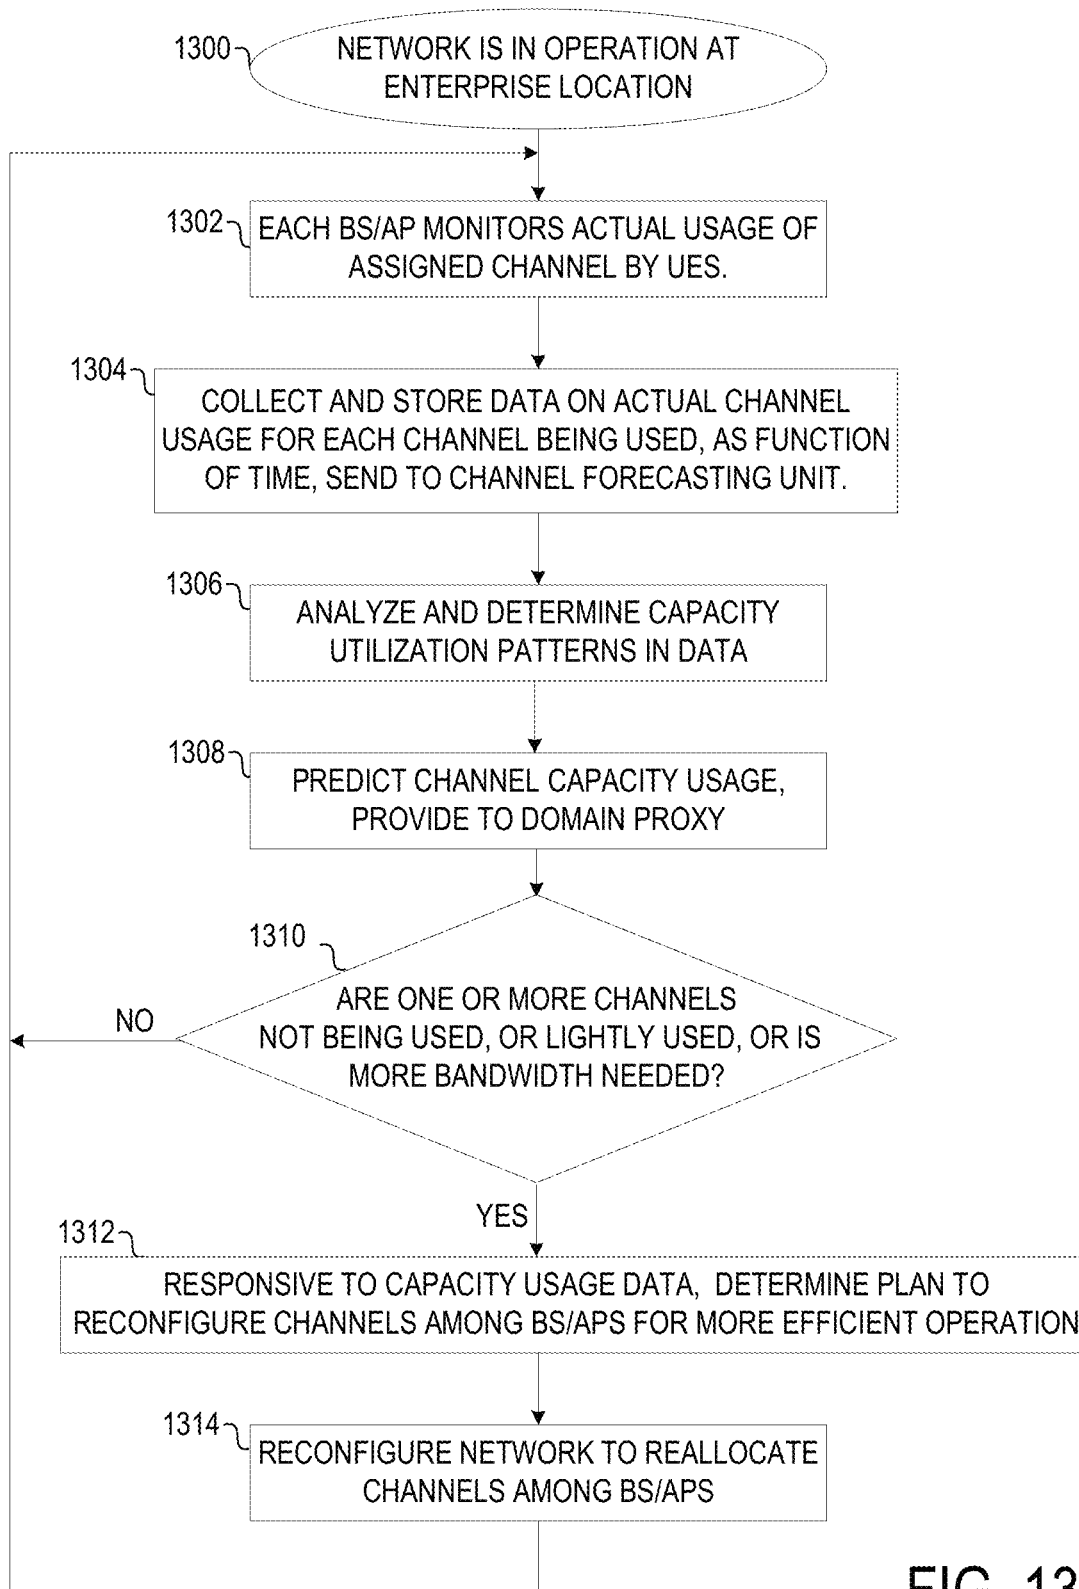 1300
NETWORK IS IN OPERATION AT
ENTERPRISE LOCATION
1302
EACH BS/AP MONITORS ACTUAL USAGE OF
ASSIGNED CHANNEL BY UES.
1304
COLLECT AND STORE DATA ON ACTUAL CHANNEL
USAGE FOR EACH CHANNEL BEING USED, AS FUNCTION
OF TIME, SEND TO CHANNEL FORECASTING UNIT.
1306
ANALYZE AND DETERMINE CAPACITY
UTILIZATION PATTERNS IN DATA
1308
PREDICT CHANNEL CAPACITY USAGE,
PROVIDE TO DOMAIN PROXY
1310
ARE ONE OR MORE CHANNELS
NOT BEING USED, OR LIGHTLY USED, OR IS
MORE BANDWIDTH NEEDED?
NO
YES
1312
RESPONSIVE TO CAPACITY USAGE DATA, DETERMINE PLAN TO
RECONFIGURE CHANNELS AMONG BS/APS FOR MORE EFFICIENT OPERATION
1314
RECONFIGURE NETWORK TO REALLOCATE
CHANNELS AMONG BS/APS
FIG. 13